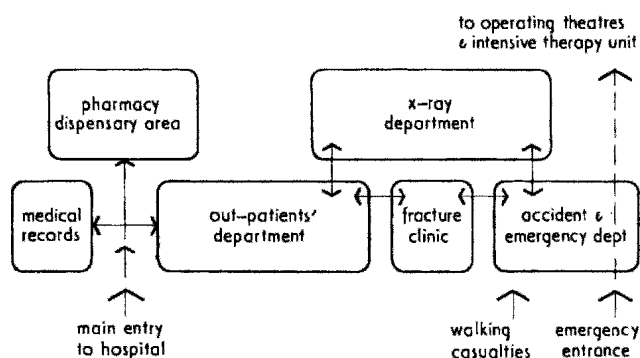 to operating theatres
& intensive therapy unit
pharmacy
dispensary area
x-ray
department
medical
records
out-patients'
department
fracture
clinic
accident &
emergency dept
main entry
to hospital
walking
casualties
emergency
entrance